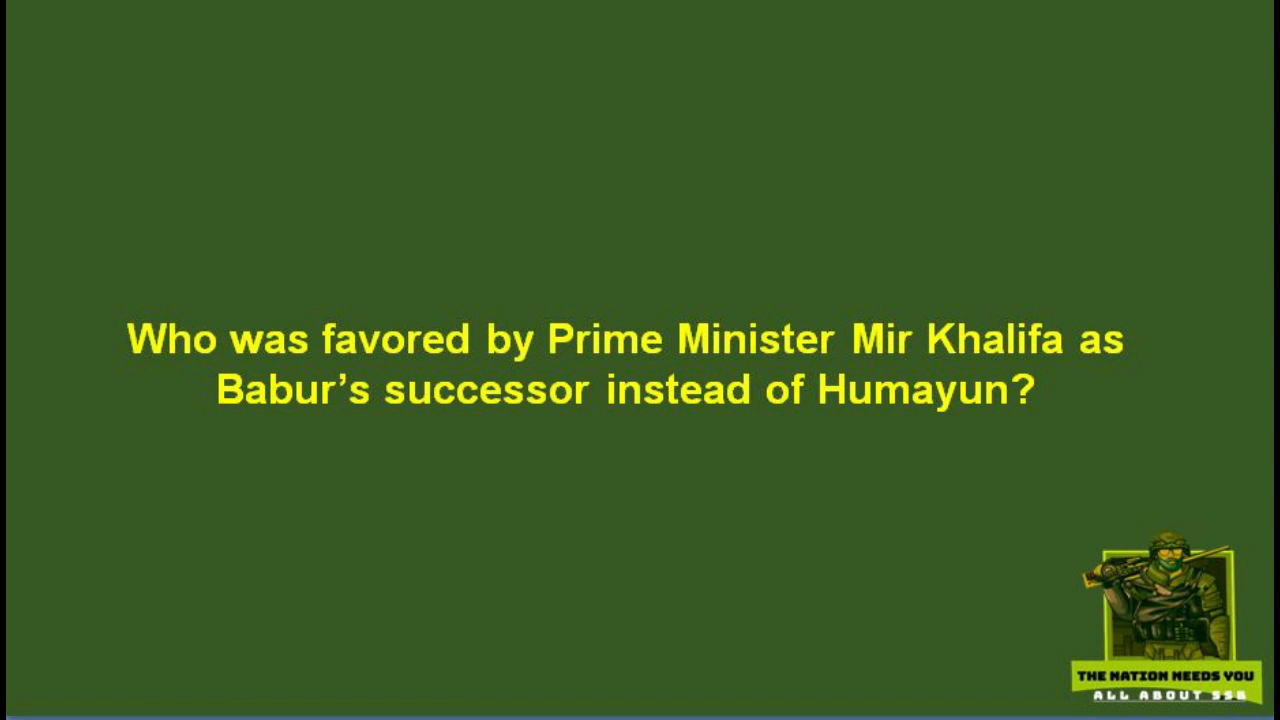 Who was favored by Prime Minister Mir Khalifa as
Babur’s successor instead of Humayun?
THE NATION NEEDS YOU
ALL ABOUT SSB